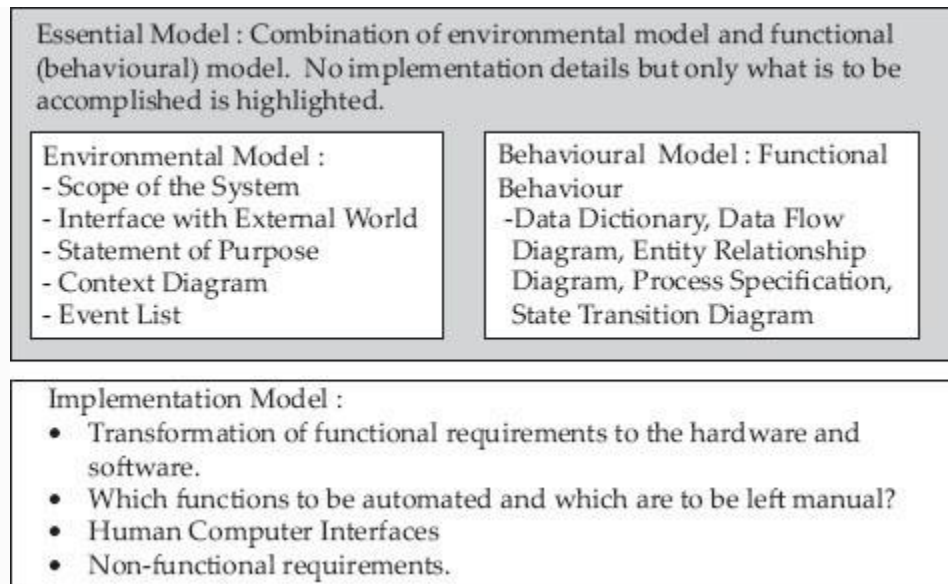 Essential Model : Combination of environmental model and functional
(behavioural) model. No implementation details but only what is to be
accomplished is highlighted.
Environmental Model :
- Scope of the System
- Interface with External World
- Statement of Purpose
- Context Diagram
- Event List
Behavioural Model : Functional
Behaviour
-Data Dictionary, Data Flow
Diagram, Entity Relationship
Diagram, Process Specification,
State Transition Diagram
Implementation Model :
• Transformation of functional requirements to the hardware and
software.
• Which functions to be automated and which are to be left manual?
• Human Computer Interfaces
• Non-functional requirements.